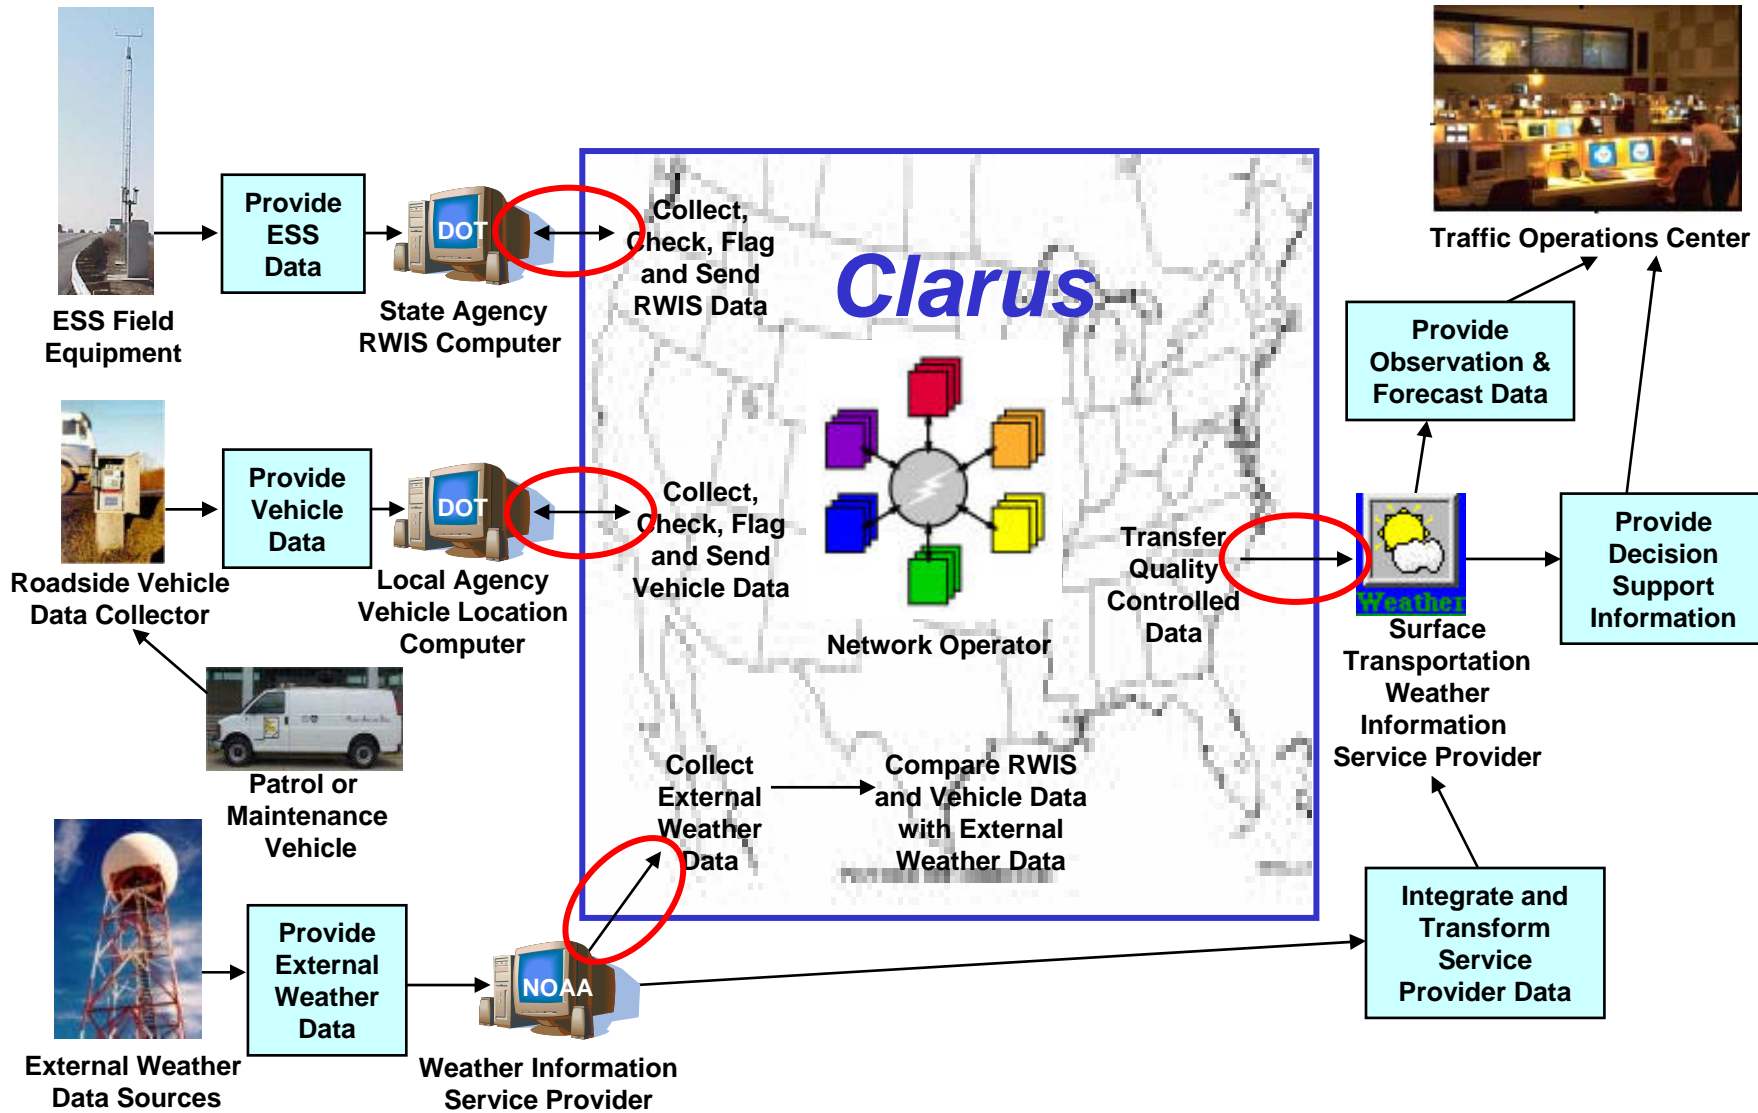 ESS Field
Equipment
Provide
ESS
Data
DOT
State Agency
RWIS Computer
Collect,
Check, Flag
and Send
RWIS Data
Clarus
Traffic Operations Center
Provide
Observation &
Forecast Data
Roadside Vehicle
Data Collector
Provide
Vehicle
Data
DOT
Local Agency
Vehicle Location
Computer
Collect,
Check, Flag
and Send
Vehicle Data
Network Operator
Transfer
Quality
Controlled
Data
Weather
Surface
Transportation
Weather
Information
Service Provider
Provide
Decision
Support
Information
Patrol or
Maintenance
Vehicle
Collect
External
Weather
Data
Compare RWIS
and Vehicle Data
with External
Weather Data
External Weather
Data Sources
Provide
External
Weather
Data
NOAA
Weather Information
Service Provider
Integrate and
Transform
Service
Provider Data